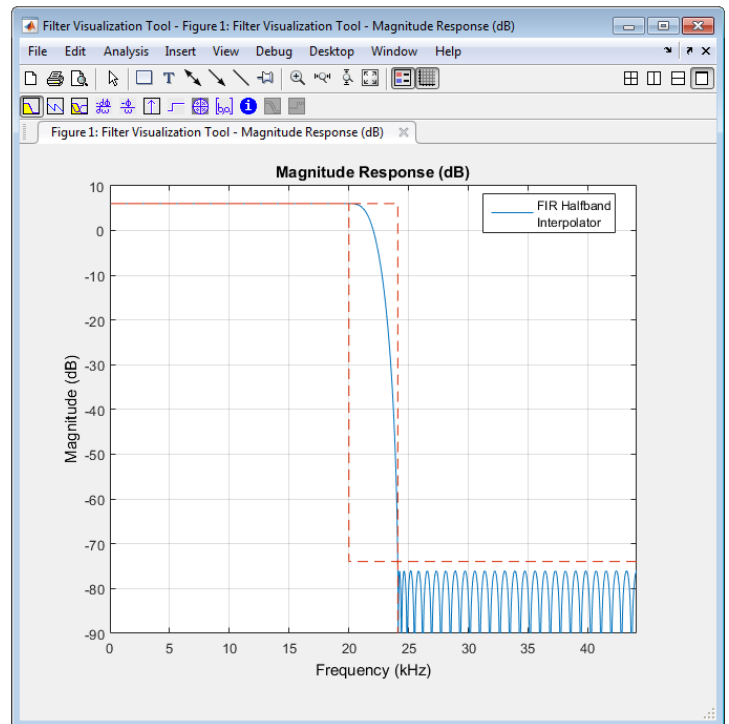 Filter Visualization Tool - Figure 1: Filter Visualization Tool - Magnitude Response (dB)
File Edit Analysis Insert View Debug Desktop Window Help
T
[b,a]
Figure 1: Filter Visualization Tool - Magnitude Response (dB)
Magnitude Response (dB)
FIR Halfband
Interpolator
10
0
-10
-20
-30
-40
-50
-60
-70
-80
-90
Magnitude (dB)
0 5 10 15 20 25 30 35 40
Frequency (kHz)